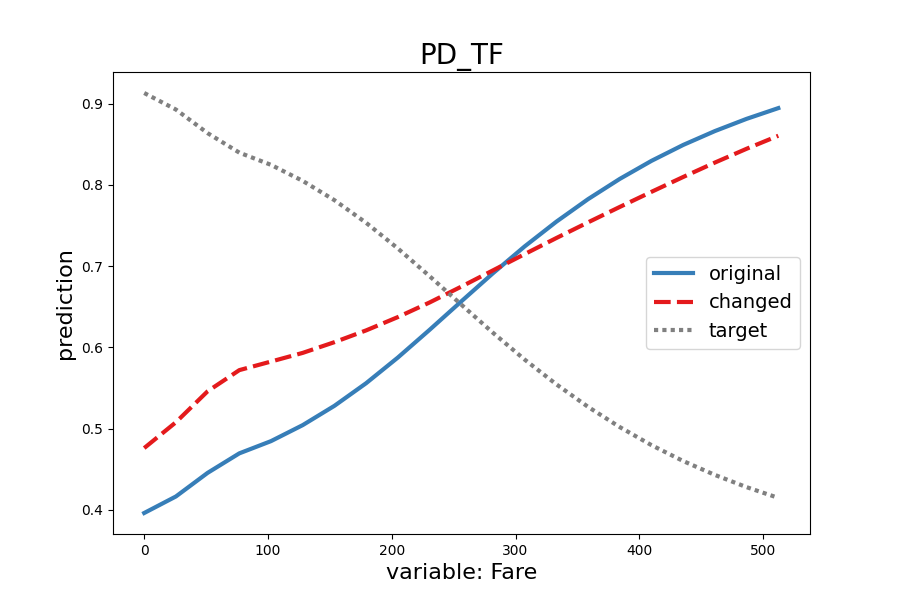 PD_TF
prediction
0.9
0.8
0.7
0.6
0.5
0.4
original
changed
target
0 100 200 300 400 500
variable: Fare